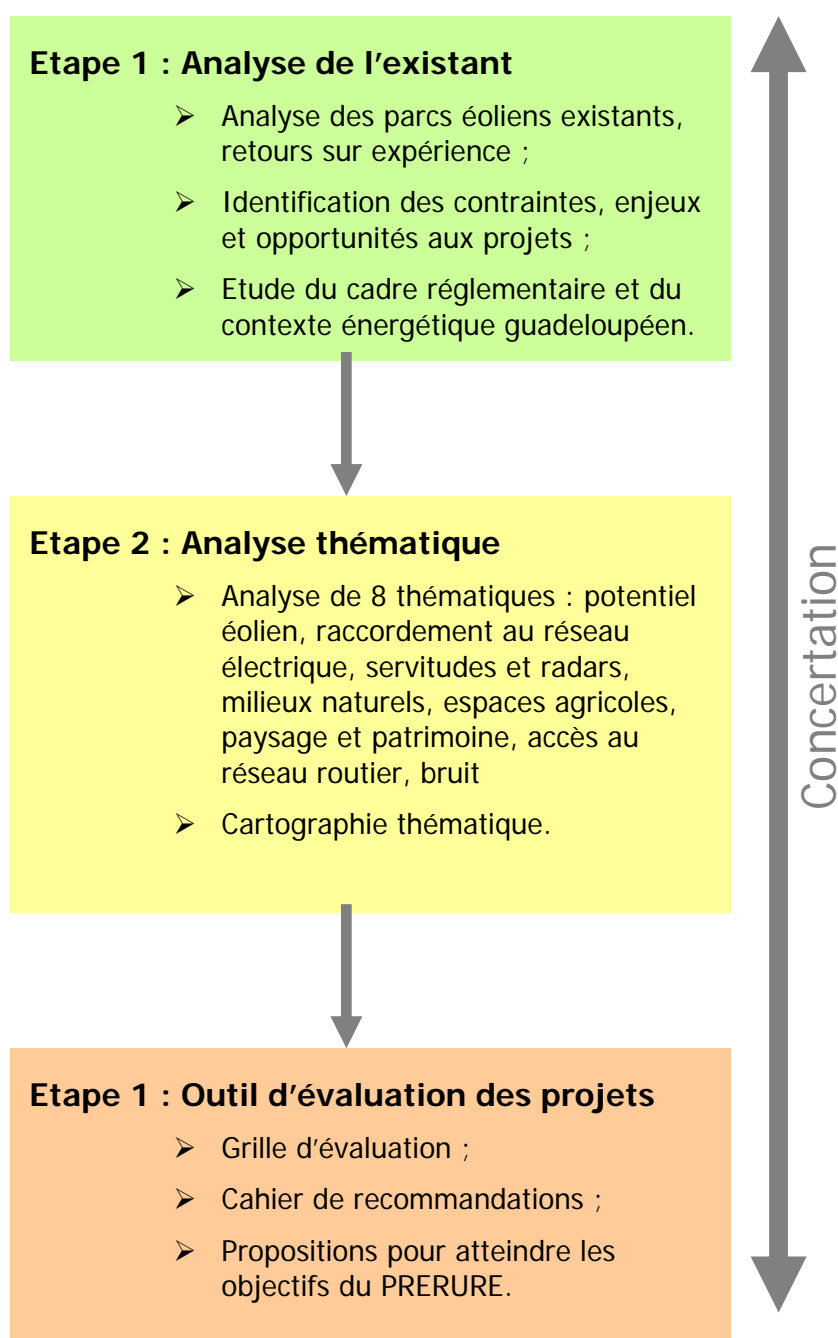 Etape 1 : Analyse de l'existant
➢ Analyse des parcs éoliens existants,
retours sur expérience ;
➢ Identification des contraintes, enjeux
et opportunités aux projets ;
➢ Etude du cadre réglementaire et du
contexte énergétique guadeloupéen.
Etape 2 : Analyse thématique
➢ Analyse de 8 thématiques : potentiel
éolien, raccordement au réseau
électrique, servitudes et radars,
milieux naturels, espaces agricoles,
paysage et patrimoine, accès au
réseau routier, bruit
➢ Cartographie thématique.
Etape 1 : Outil d'évaluation des projets
➢ Grille d'évaluation ;
➢ Cahier de recommandations ;
➢ Propositions pour atteindre les
objectifs du PRERURE.
Concertation